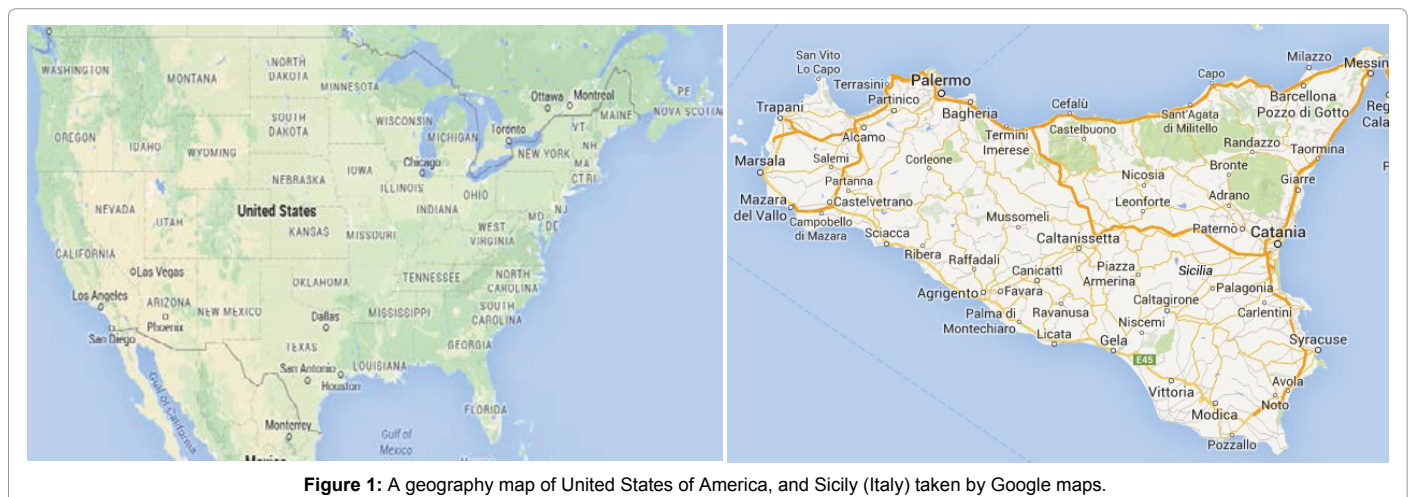 WASHINGTON
MONTANA
NORTH
DAKOTA
MINNESOTA
OREGON
IDAHO
WYOMING
SOUTH
DAKOTA
WISCONSIN
MICHIGAN
Ottawa
Montreal
MAINE
NOVA SCOTIA
PE
Toronto
VT
NH
NEW YORK
MA
CT RI
Chicago
IOWA
NEBRASKA
ILLINOIS
INDIANA
OHIO
NEVADA
UTAH
United States
KANSAS
MISSOURI
WEST
VIRGINIA
MD
NJ
DE
CALIFORNIA
Las Vegas
Los Angeles
ARIZONA
Phoenix
San Diego
NEW MEXICO
OKLAHOMA
TENNESSEE
NORTH
CAROLINA
SOUTH
CAROLINA
MISSISSIPPI
Dallas
TEXAS
GEORGIA
LOUISIANA
San Antonio
Houston
FLORIDA
Gulf of California
Monterrey
Gulf of
Mexico
Mexico
San Vito
Lo Capo
Terrasini
Palermo
Partinico
Trapani
Alcamo
Bagheria
Cefalù
Termini
Imerese
Castelbuono
Capo
Sant'Agata
di Militello
Milazzo
Messin
Barcellona
Pozzo di Gotto
Reg
Cala
Marsala
Salemi
Corleone
Randazzo
Taormina
Bronte
Giarre
Partanna
Nicosia
Adrano
Mazara
del Vallo
Castelvetrano
Leonforte
Campobello
di Mazara
Mussomeli
Paternò
Catania
Sciacca
Ribera
Caltanissetta
Raffadali
Canicattì
Piazza
Armerina
Sicilia
Palagonia
Agrigento
Favara
Caltagirone
Carlentini
Palma di
Montechiaro
Ravanusa
Niscemi
Licata
Gela
Syracuse
E45
Vittoria
Avola
Modica
Noto
Pozzallo
Figure 1: A geography map of United States of America, and Sicily (Italy) taken by Google maps.